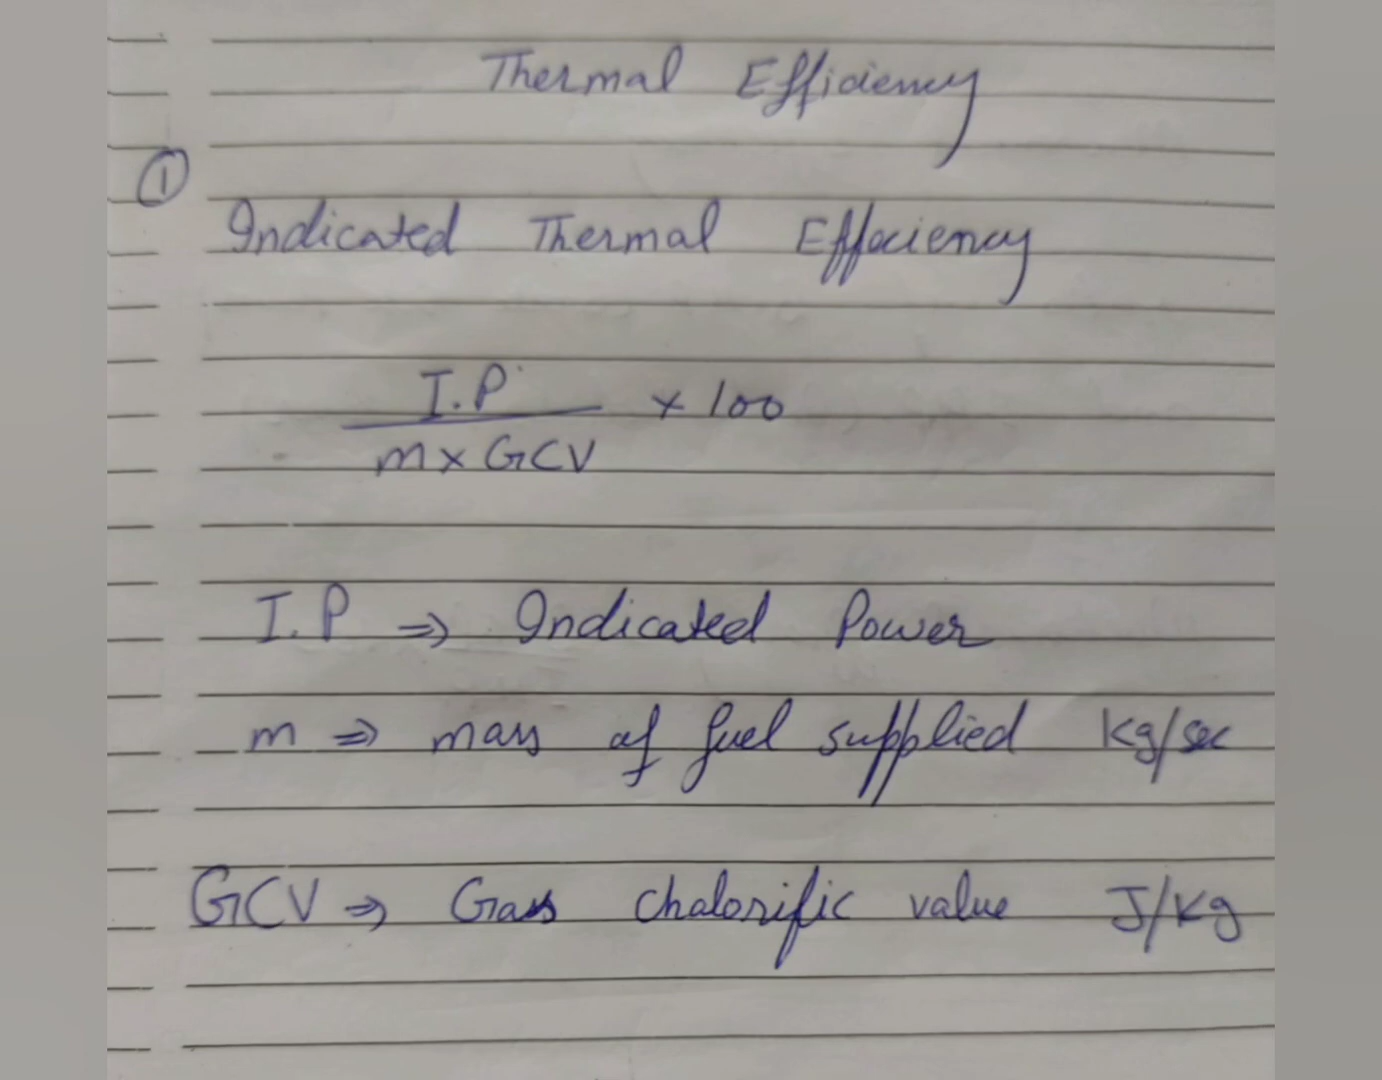 Thermal Efficiency
①
Indicated Thermal Effeciency
I.P
m×GCV
× 100
I.P ⇒ Indicated Power
m ⇒ mass of fuel supplied Kg/sec
GCV ⇒ Gass chalorific value J/Kg